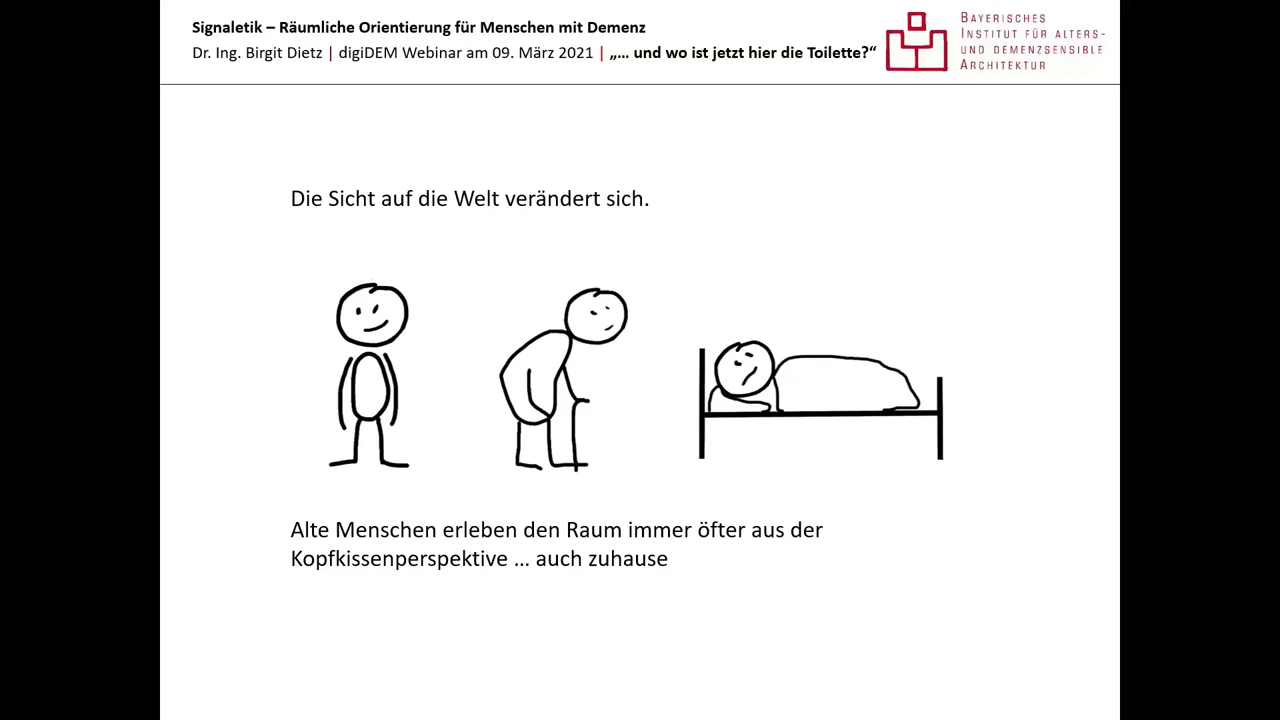 Signaletik – Räumliche Orientierung für Menschen mit Demenz
Dr. Ing. Birgit Dietz | digiDEM Webinar am 09. März 2021 | „… und wo ist jetzt hier die Toilette?“
BAYERISCHES
INSTITUT FÜR ALTERS-
UND DEMENZSENSIBLE
ARCHITEKTUR
Die Sicht auf die Welt verändert sich.
Alte Menschen erleben den Raum immer öfter aus der
Kopfkissenperspektive … auch zuhause